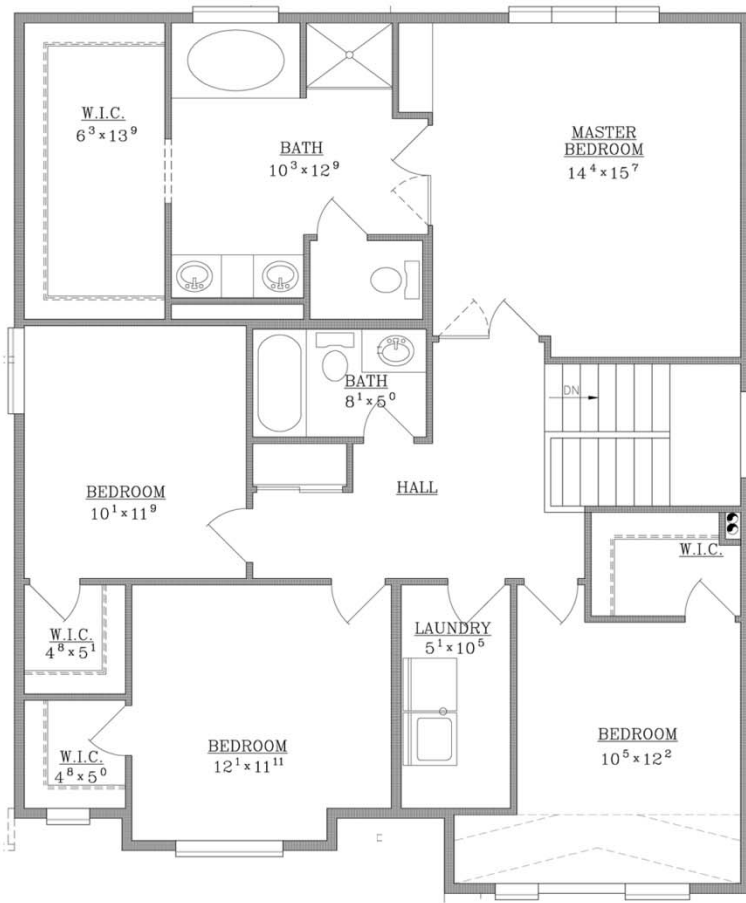 W.I.C.
6³ x 13⁹
BATH
10³ x 12⁹
MASTER
BEDROOM
14⁴ x 15⁷
BATH
8¹ x 5⁰
DN
BEDROOM
10¹ x 11⁹
HALL
W.I.C.
W.I.C.
4⁸ x 5¹
LAUNDRY
5¹ x 10⁵
W.I.C.
4⁸ x 5⁰
BEDROOM
12¹ x 11¹¹
BEDROOM
10⁵ x 12²